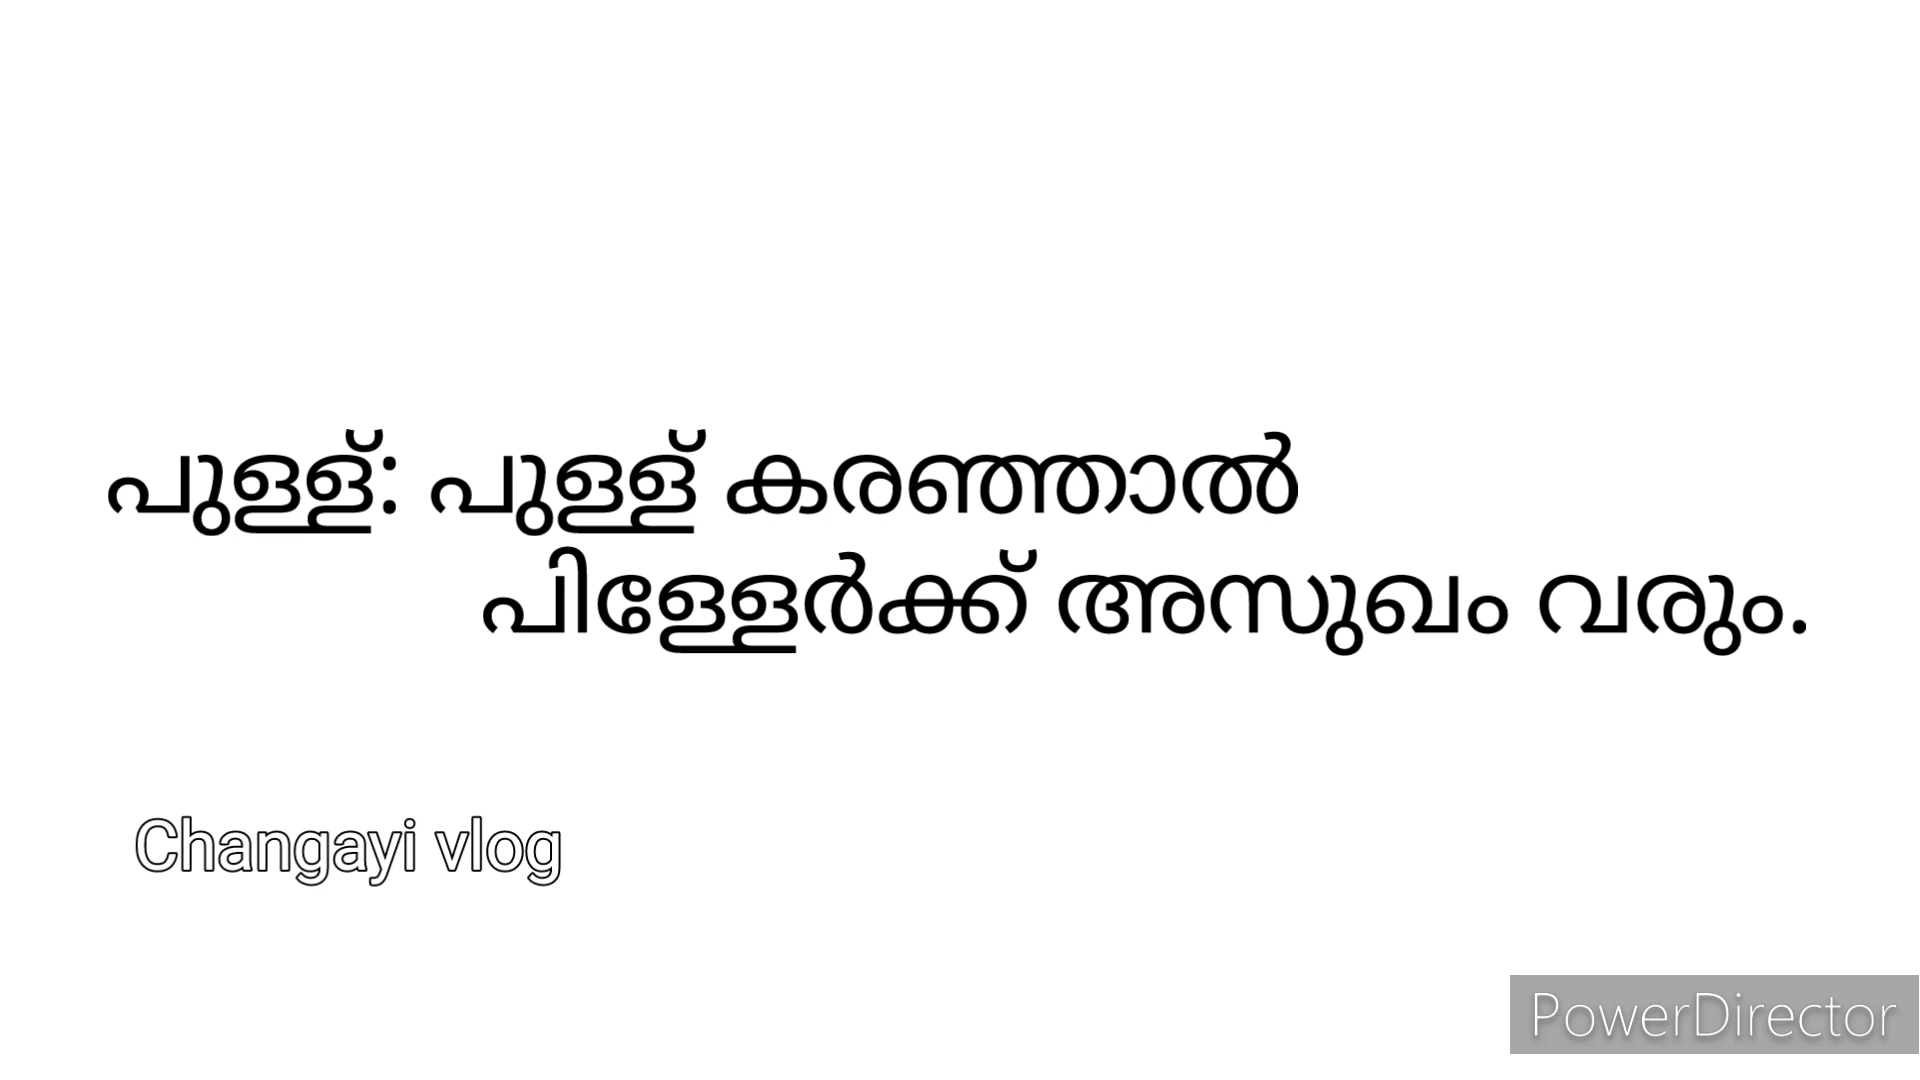 പുള്ള്: പുള്ള് കരഞ്ഞാൽ
പിള്ളേർക്ക് അസുഖം വരും.
Changayi vlog
PowerDirector